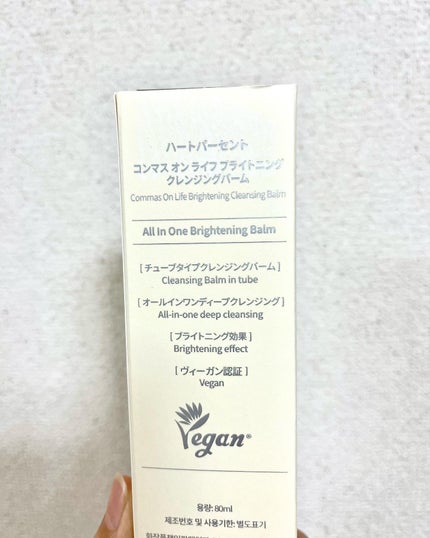 ハートパーセント
コンマス オン ライフ ブライトニング
クレンジングバーム
Commas On Life Brightening Cleansing Balm
All In One Brightening Balm
[ チューブタイプクレンジングバーム ]
Cleansing Balm in tube
[ オールインワンディープクレンジング ]
All-in-one deep cleansing
[ ブライトニング効果 ]
Brightening effect
[ ヴィーガン認証 ]
Vegan
Vegan®
용량: 80ml
제조번호 및 사용기한: 별도표기